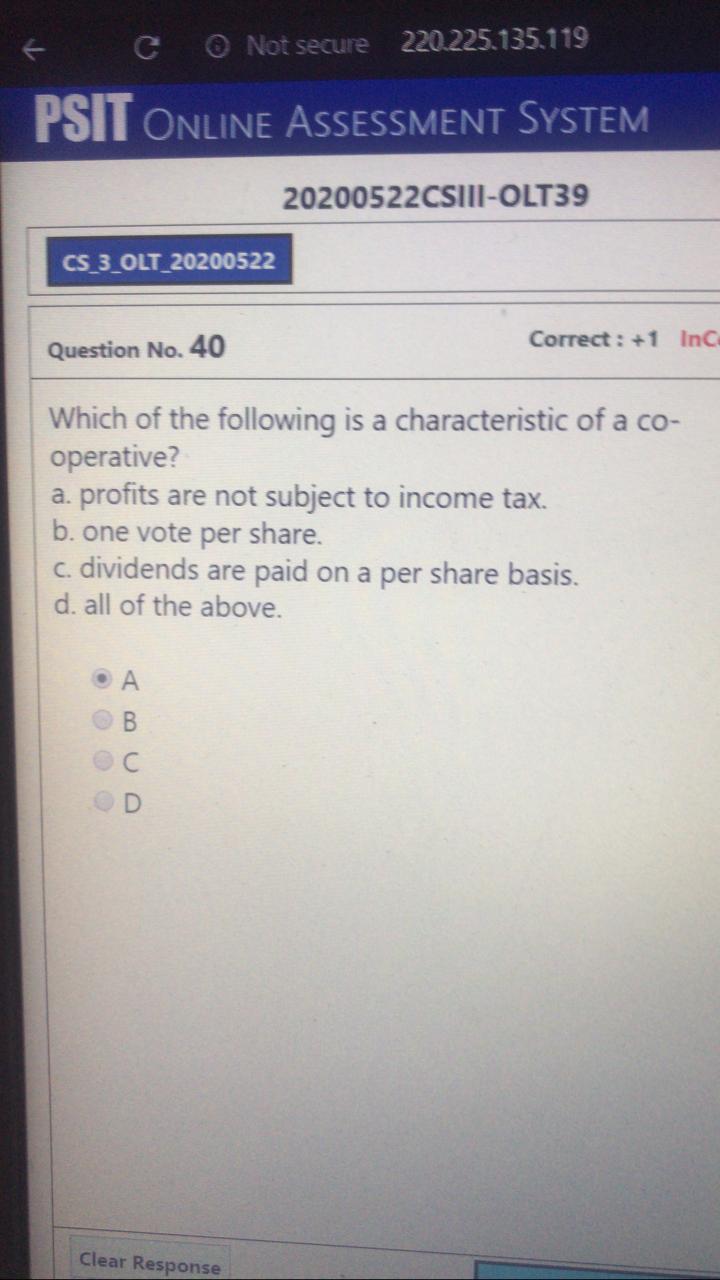 Not secure 220.225.135.119
PSIT ONLINE ASSESSMENT SYSTEM
20200522CSIII-OLT39
CS_3_OLT_20200522
Question No. 40 Correct : +1
Which of the following is a characteristic of a co-
operative?
a. profits are not subject to income tax.
b. one vote per share.
c. dividends are paid on a per share basis.
d. all of the above.
A
B
C
D
Clear Response